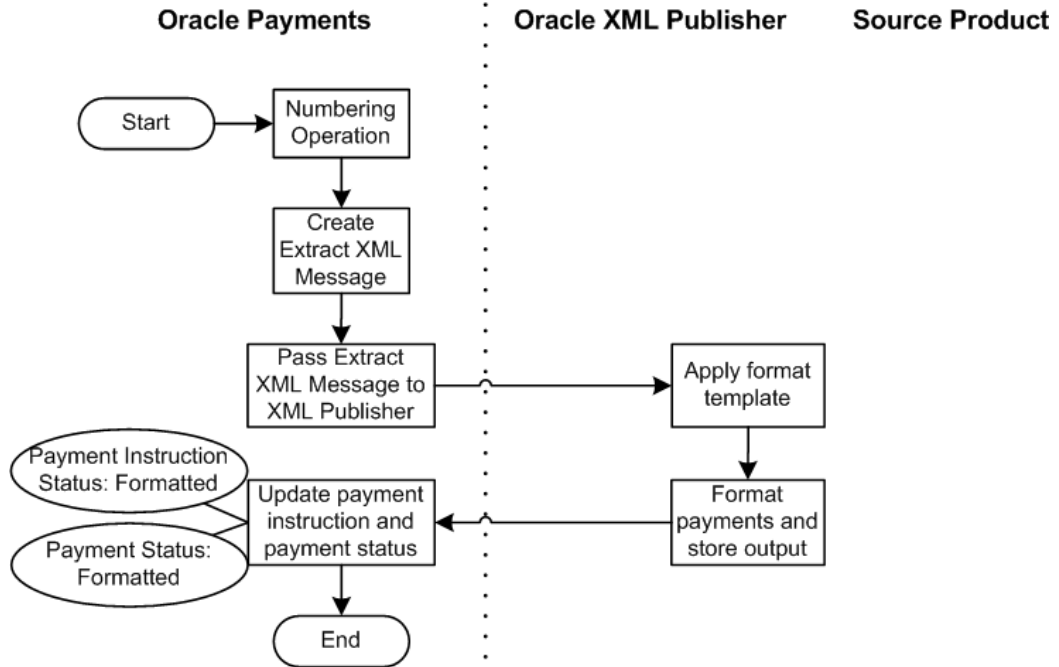 Oracle Payments
Oracle XML Publisher
Source Product
Start
Numbering
Operation
Create
Extract XML
Message
Pass Extract
XML Message to
XML Publisher
Apply format
template
Payment Instruction
Status: Formatted
Update payment
instruction and
payment status
Format
payments and
store output
Payment Status:
Formatted
End